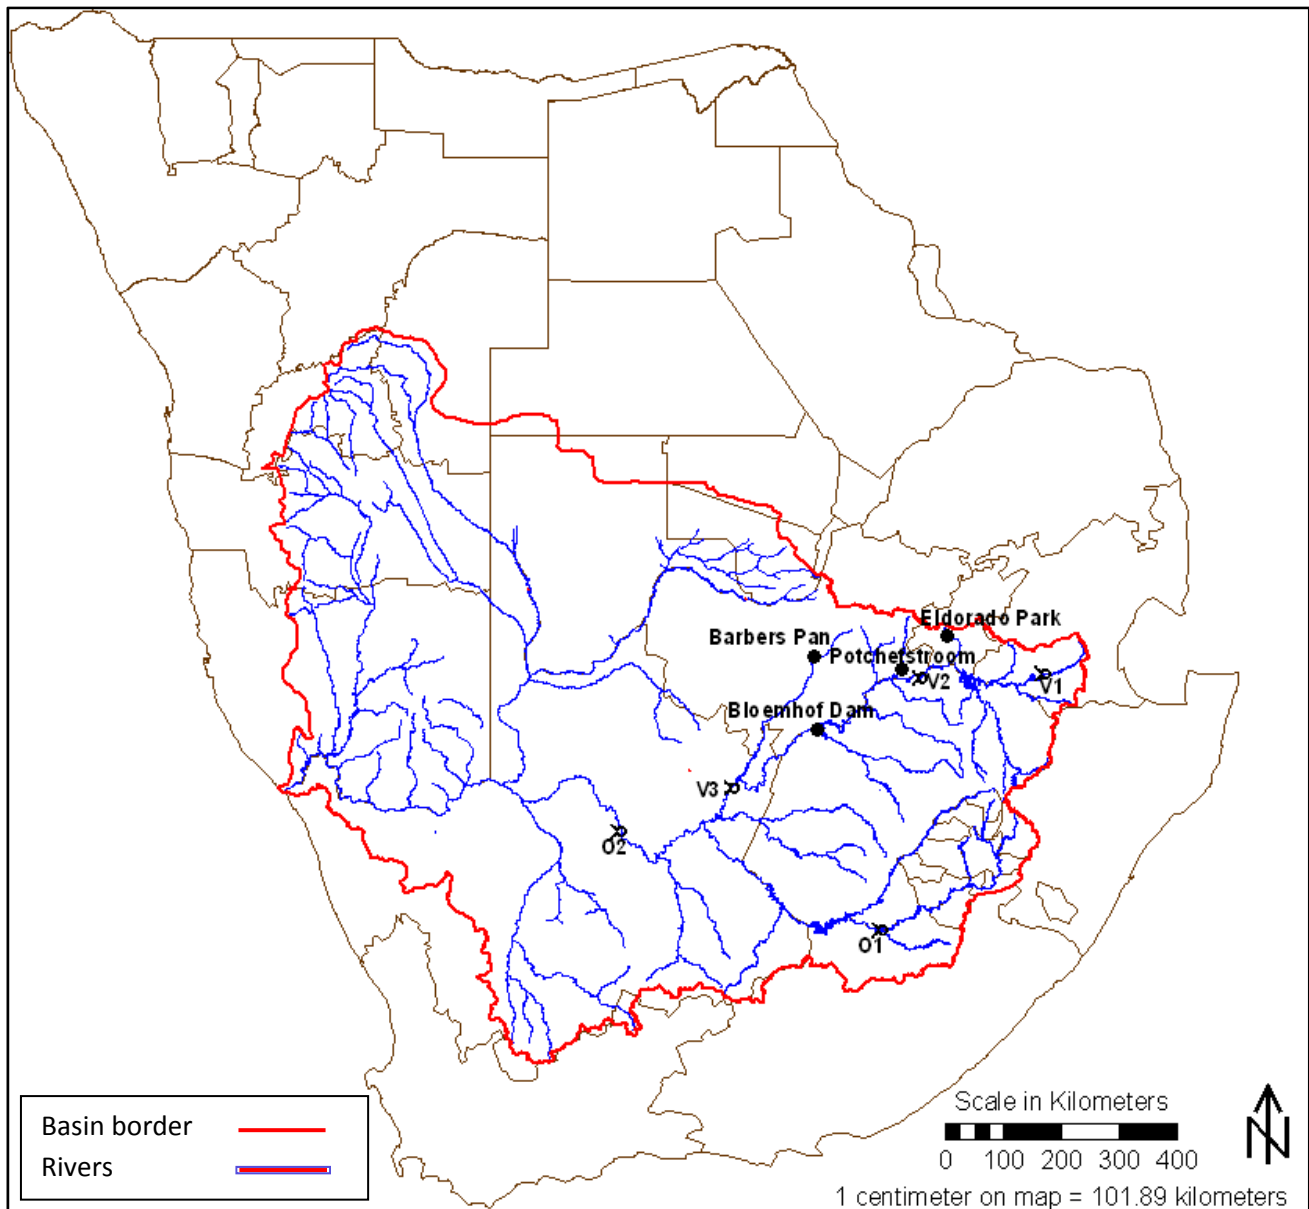 Eldorado Park
Barbers Pan
Potchefstroom
V2
V1
Bloemhof Dam
V3
O2
O1
Basin border
Rivers
Scale in Kilometers
0 100 200 300 400
1 centimeter on map = 101.89 kilometers
N